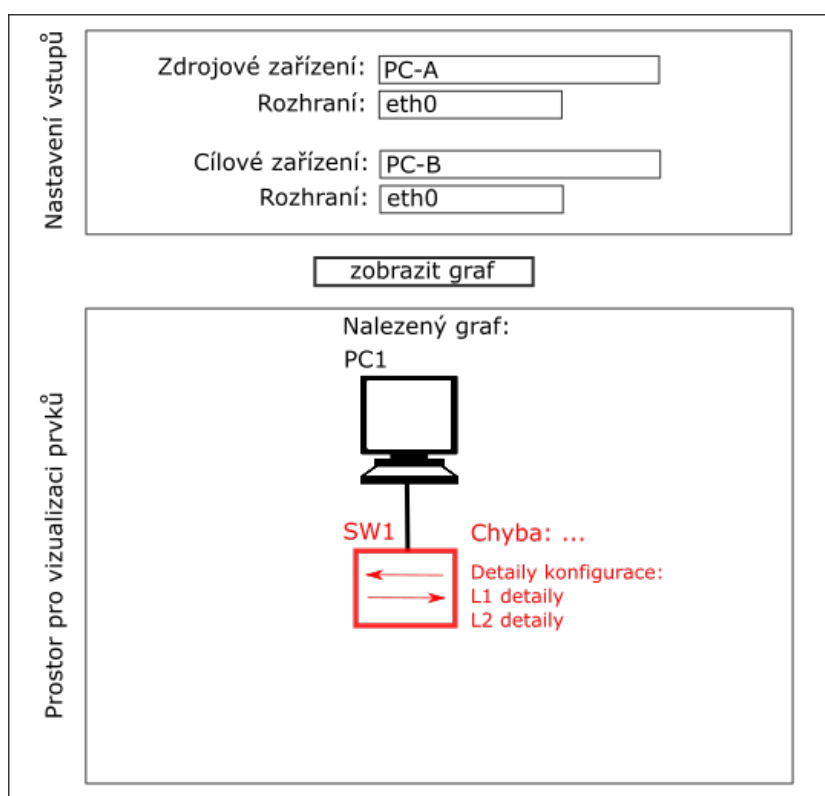 Nastavení vstupů
Zdrojové zařízení: PC-A
Rozhraní: eth0
Cílové zařízení: PC-B
Rozhraní: eth0
zobrazit graf
Prostor pro vizualizaci prvků
Nalezený graf:
PC1
SW1 Chyba: ...
Detaily konfigurace:
L1 detaily
L2 detaily